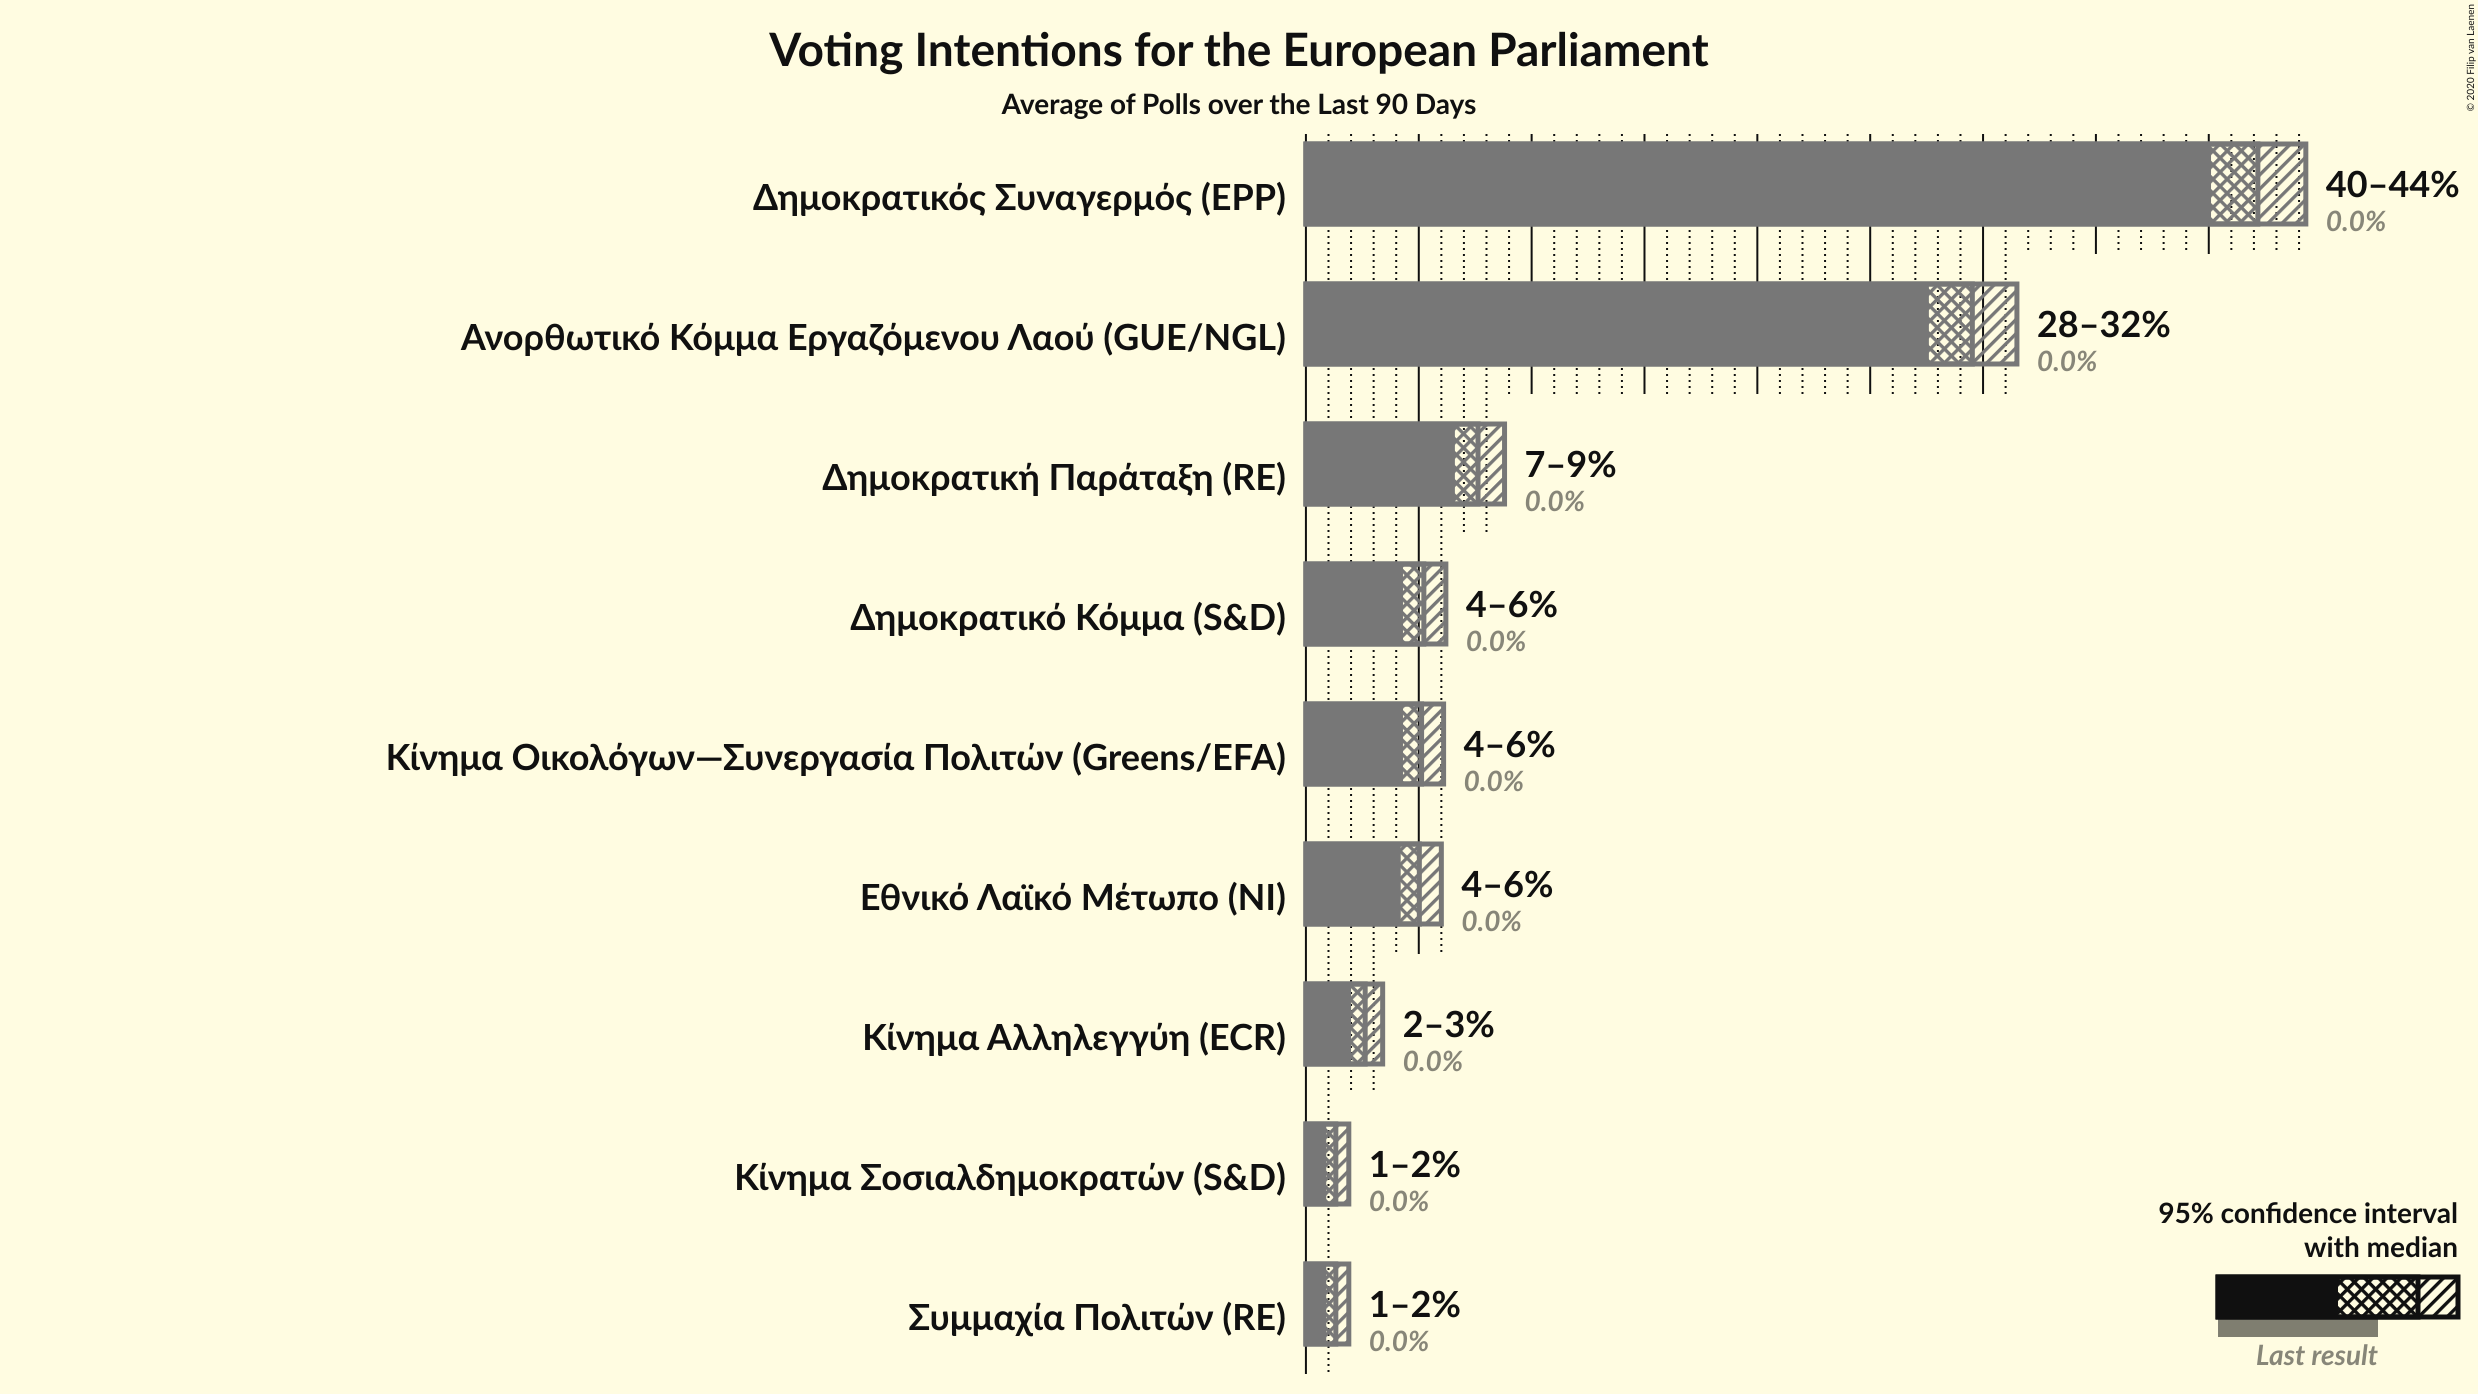 Voting Intentions for the European Parliament
Average of Polls over the Last 90 Days
© 2020 Filip van Laenen
Δημοκρατικός Συναγερμός (EPP)
40–44%
0.0%
Ανορθωτικό Κόμμα Εργαζόμενου Λαού (GUE/NGL)
28–32%
0.0%
Δημοκρατική Παράταξη (RE)
7–9%
0.0%
Δημοκρατικό Κόμμα (S&D)
4–6%
0.0%
Κίνημα Οικολόγων—Συνεργασία Πολιτών (Greens/EFA)
4–6%
0.0%
Εθνικό Λαϊκό Μέτωπο (NI)
4–6%
0.0%
Κίνημα Αλληλεγγύη (ECR)
2–3%
0.0%
Κίνημα Σοσιαλδημοκρατών (S&D)
1–2%
0.0%
Συμμαχία Πολιτών (RE)
1–2%
0.0%
95% confidence interval
with median
Last result